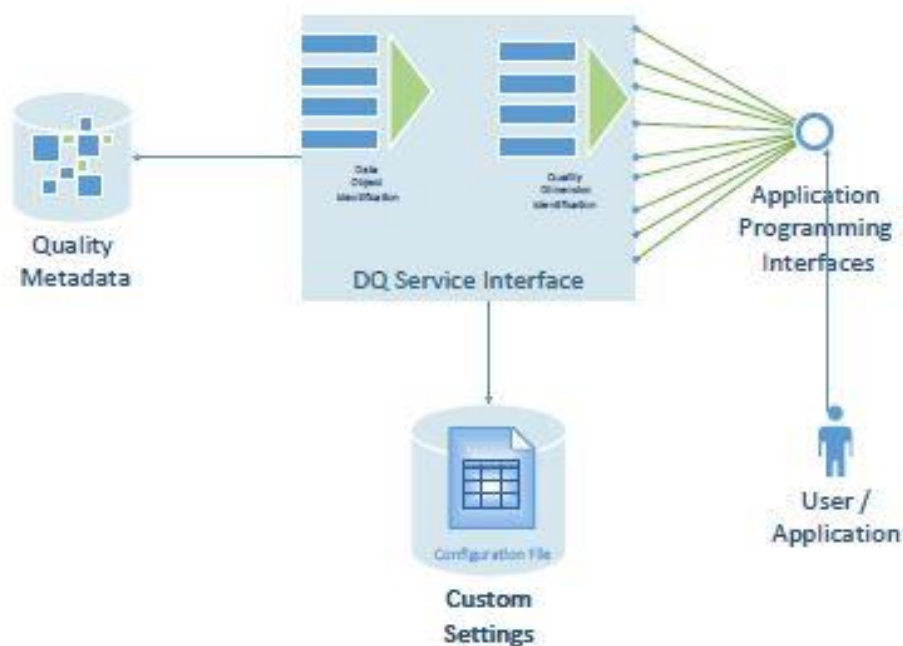 Data
Object
Identification
Quality
Dimension
Identification
Quality
Metadata
DQ Service Interface
Application
Programming
Interfaces
Configuration File
Custom
Settings
User /
Application